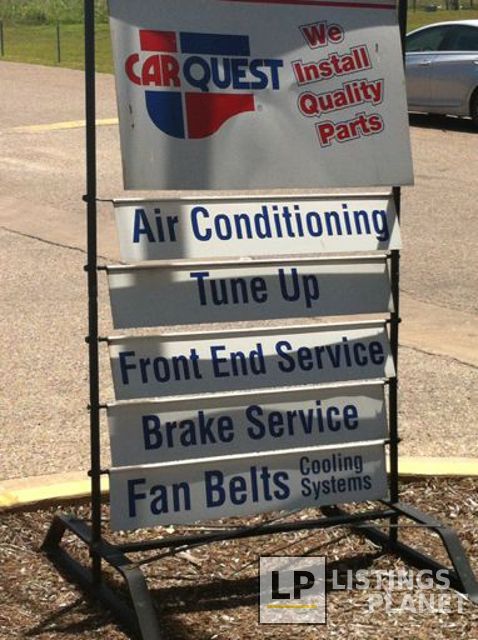 CARQUEST
We
Install
Quality
Parts
Air Conditioning
Tune Up
Front End Service
Brake Service
Fan Belts Cooling
Systems
LP LISTINGS
PLANET